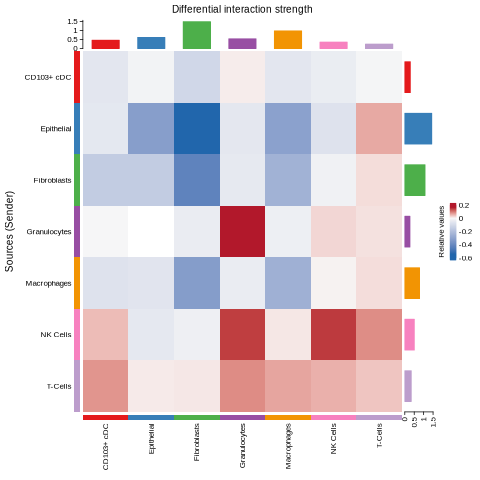 Differential interaction strength
1.5
1
0.5
0
CD103+ cDC
Epithelial
Fibroblasts
Granulocytes
Macrophages
NK Cells
T-Cells
Sources (Sender)
CD103+ cDC
Epithelial
Fibroblasts
Granulocytes
Macrophages
NK Cells
T-Cells
0
0.5
1
1.5
Relative values
0.2
0
-0.2
-0.4
-0.6